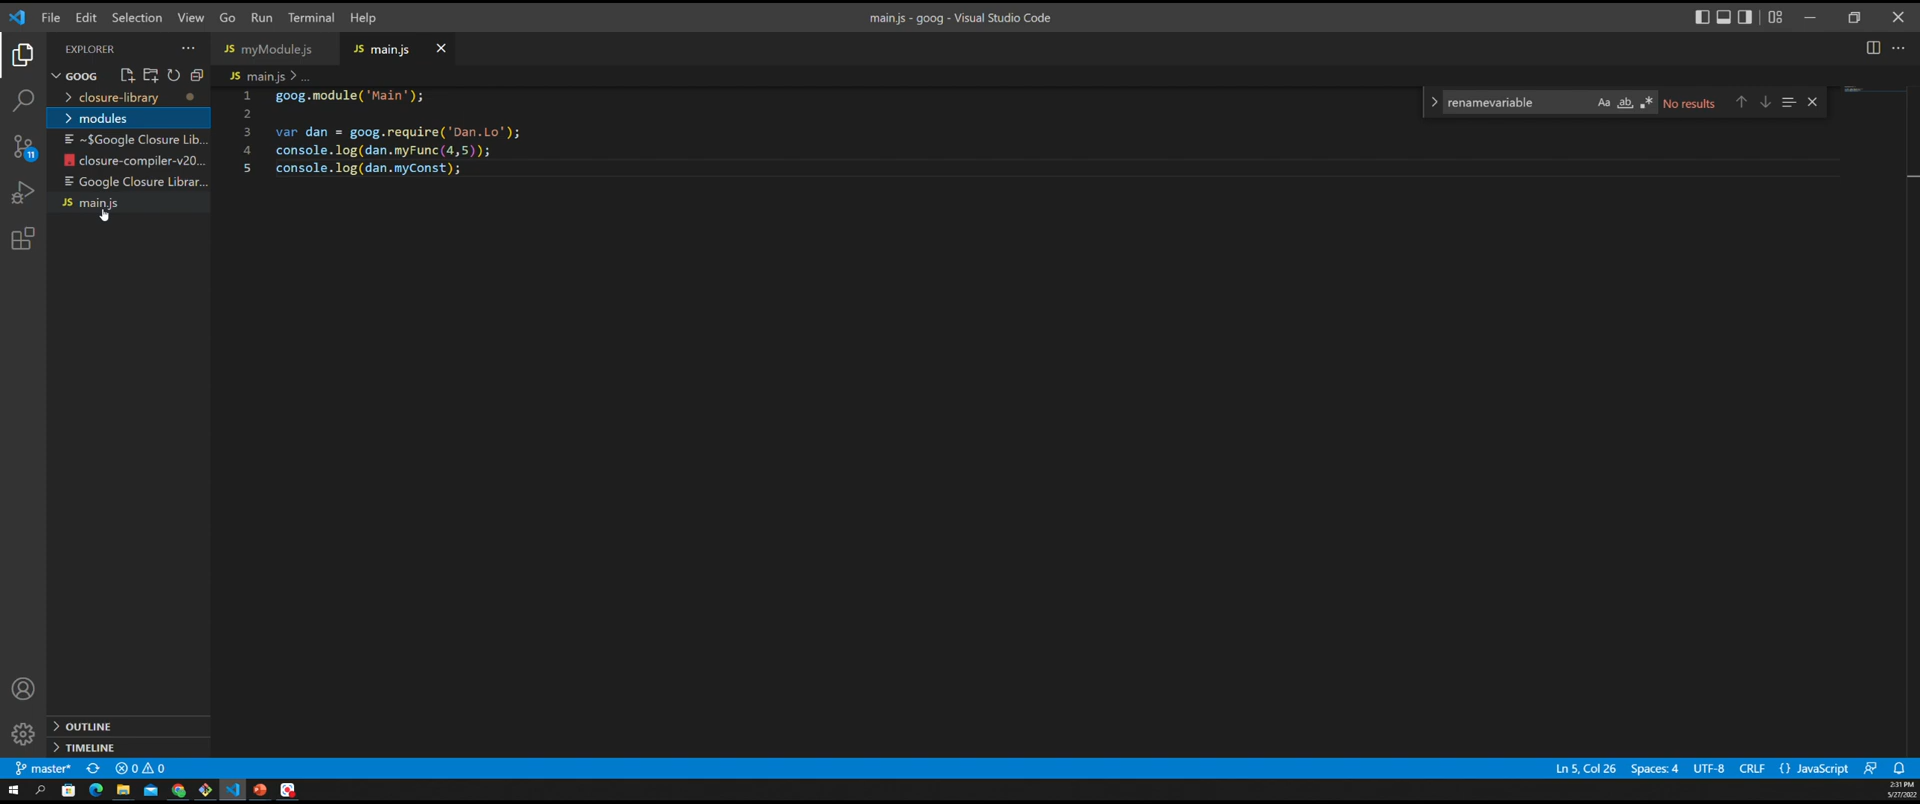 File Edit Selection View Go Run Terminal Help
main.js - goog - Visual Studio Code
EXPLORER
JS myModule.js
JS main.js
GOOG
JS main.js > ...
closure-library
modules
~$Google Closure Lib...
closure-compiler-v20...
Google Closure Librar...
JS main.js
1 goog.module('Main');
2
3 var dan = goog.require('Dan.Lo');
4 console.log(dan.myFunc(4,5));
5 console.log(dan.myConst);
renamevariable Aa ab .* No results
11
OUTLINE
TIMELINE
master* 0 0 Ln 5, Col 26 Spaces: 4 UTF-8 CRLF {} JavaScript
2:31 PM
5/27/2022